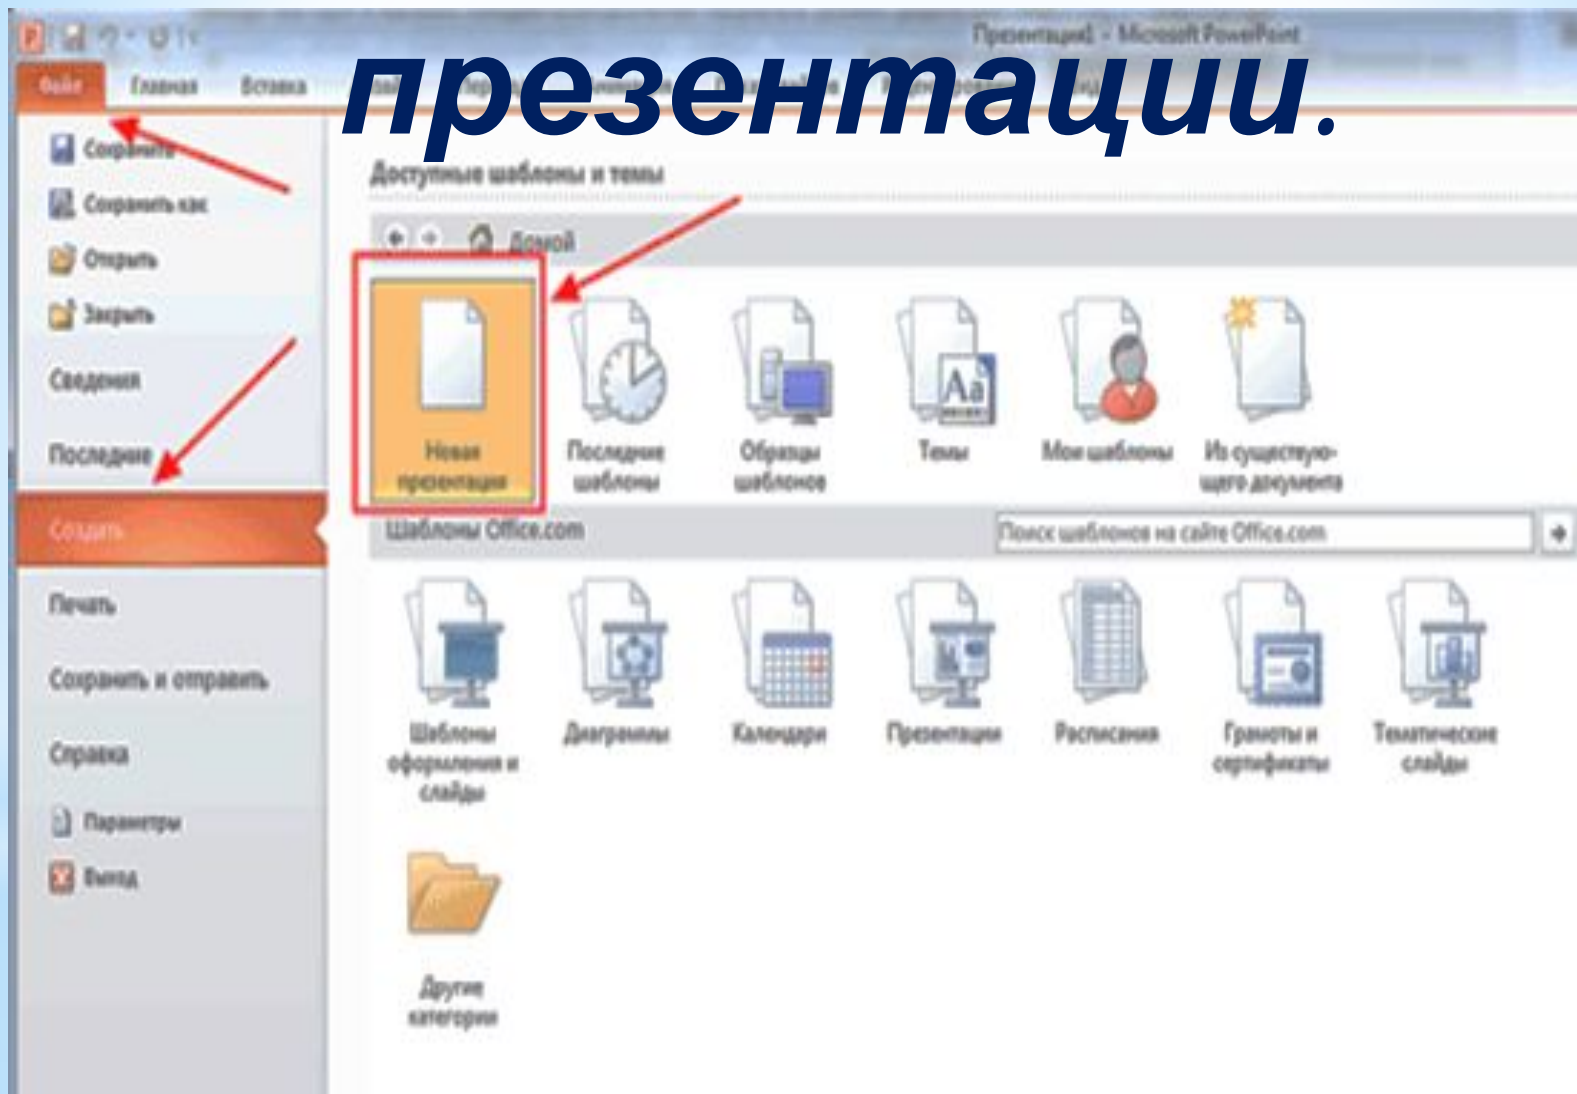 Презентация1 - Microsoft PowerPoint
презентации.
Файл Главная Вставка
Сохранить
Сохранить как
Открыть
Закрыть
Сведения
Последние
Создать
Печать
Сохранить и отправить
Справка
Параметры
Выход
Доступные шаблоны и темы
Домой
Новая
презентация
Последние
шаблоны
Образцы
шаблонов
Темы
Мои шаблоны
Из существую-
щего документа
Шаблоны Office.com
Поиск шаблонов на сайте Office.com
Шаблоны
оформления и
слайды
Диаграммы
Календари
Презентации
Расписания
Грамоты и
сертификаты
Тематические
слайды
Другие
категории